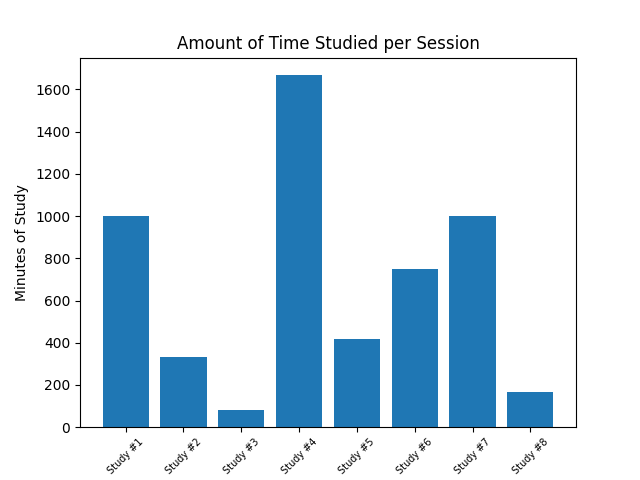 Amount of Time Studied per Session
Minutes of Study
1600
1400
1200
1000
800
600
400
200
0
Study #1
Study #2
Study #3
Study #4
Study #5
Study #6
Study #7
Study #8